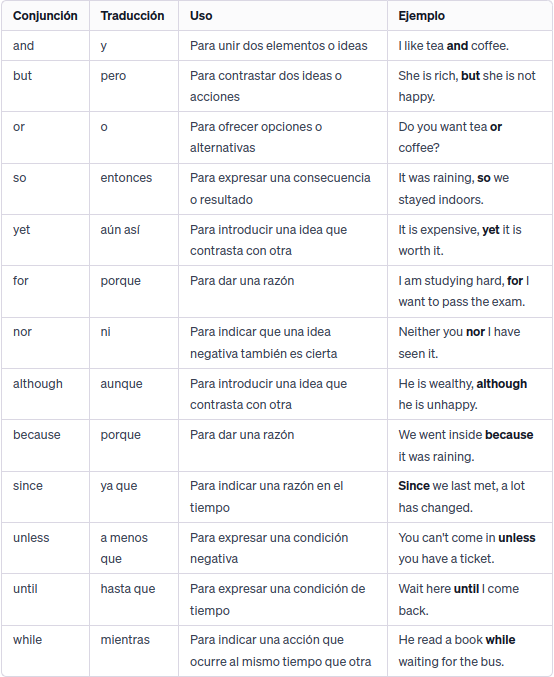 Conjunción Traducción Uso Ejemplo
and y Para unir dos elementos o ideas I like tea and coffee.
but pero Para contrastar dos ideas o She is rich, but she is not
acciones happy.
or o Para ofrecer opciones o Do you want tea or
alternativas coffee?
so entonces Para expresar una consecuencia It was raining, so we
o resultado stayed indoors.
yet aún así Para introducir una idea que It is expensive, yet it is
contrasta con otra worth it.
for porque Para dar una razón I am studying hard, for I
want to pass the exam.
nor ni Para indicar que una idea Neither you nor I have
negativa también es cierta seen it.
although aunque Para introducir una idea que He is wealthy, although
contrasta con otra he is unhappy.
because porque Para dar una razón We went inside because
it was raining.
since ya que Para indicar una razón en el Since we last met, a lot
tiempo has changed.
unless a menos Para expresar una condición You can't come in unless
que negativa you have a ticket.
until hasta que Para expresar una condición de Wait here until I come
tiempo back.
while mientras Para indicar una acción que He read a book while
ocurre al mismo tiempo que otra waiting for the bus.